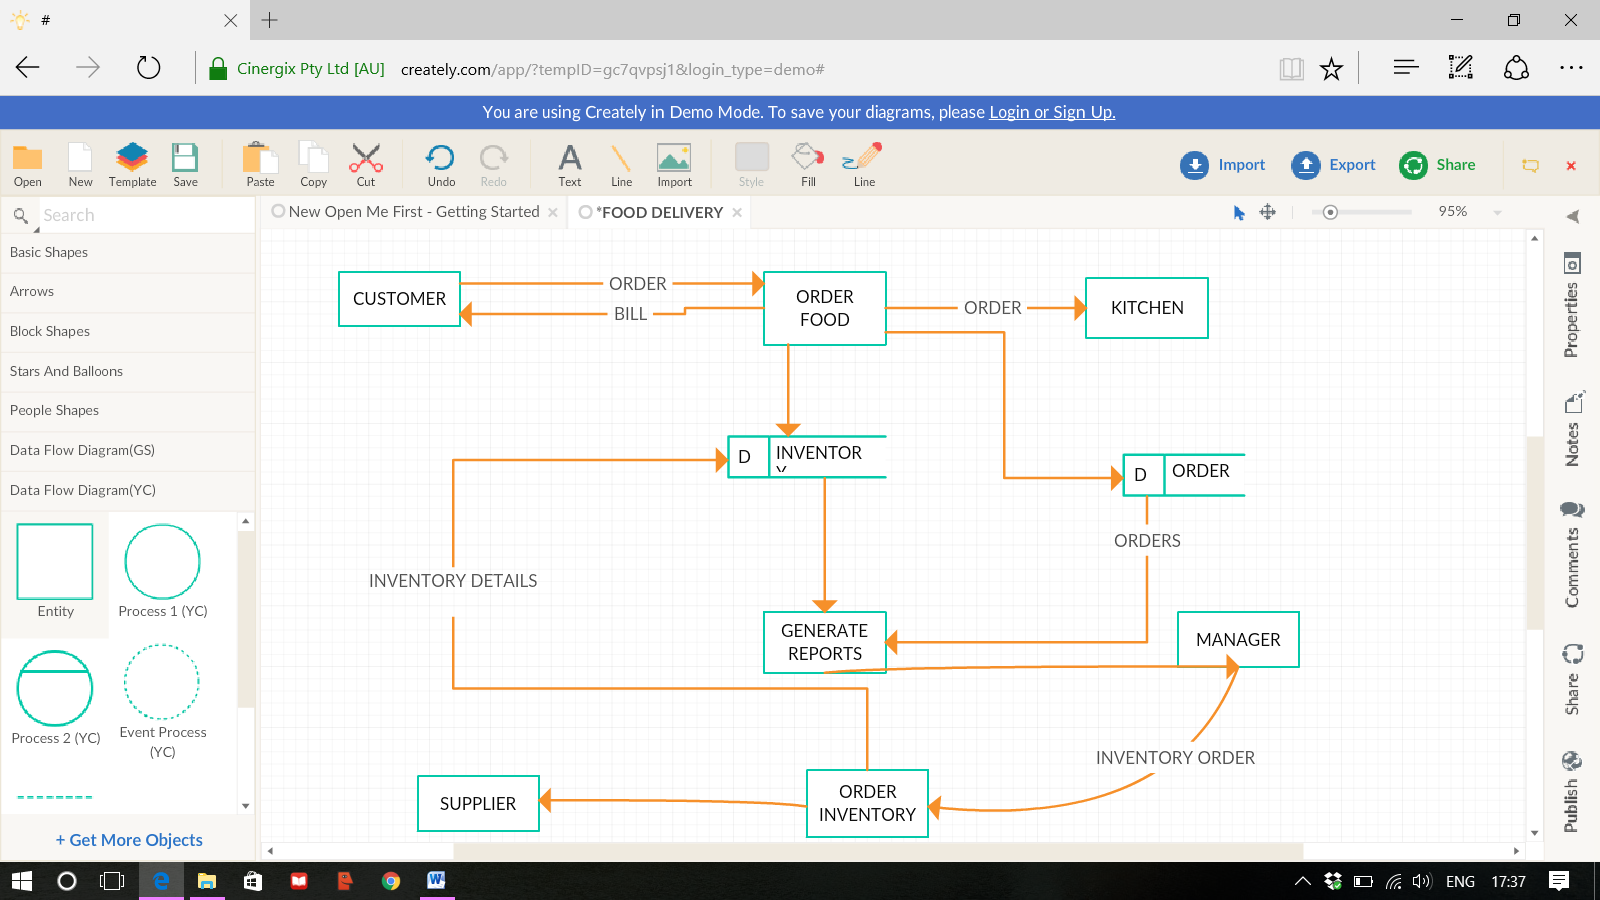 #
Cinergix Pty Ltd [AU] creately.com/app/?tempID=gc7qvpsj1&login_type=demo#
You are using Creately in Demo Mode. To save your diagrams, please Login or Sign Up.
Open New Template Save Paste Copy Cut Undo Redo Text Line Import Style Fill Line
Import Export Share
Search
New Open Me First - Getting Started
*FOOD DELIVERY
95%
Basic Shapes
Arrows
Block Shapes
Stars And Balloons
People Shapes
Data Flow Diagram(GS)
Data Flow Diagram(YC)
Entity
Process 1 (YC)
Process 2 (YC)
Event Process
(YC)
+ Get More Objects
CUSTOMER
ORDER
BILL
ORDER
FOOD
ORDER
KITCHEN
D
INVENTOR
Y
D
ORDER
ORDERS
INVENTORY DETAILS
GENERATE
REPORTS
MANAGER
INVENTORY ORDER
SUPPLIER
ORDER
INVENTORY
Properties
Notes
Comments
Share
Publish
ENG 17:37